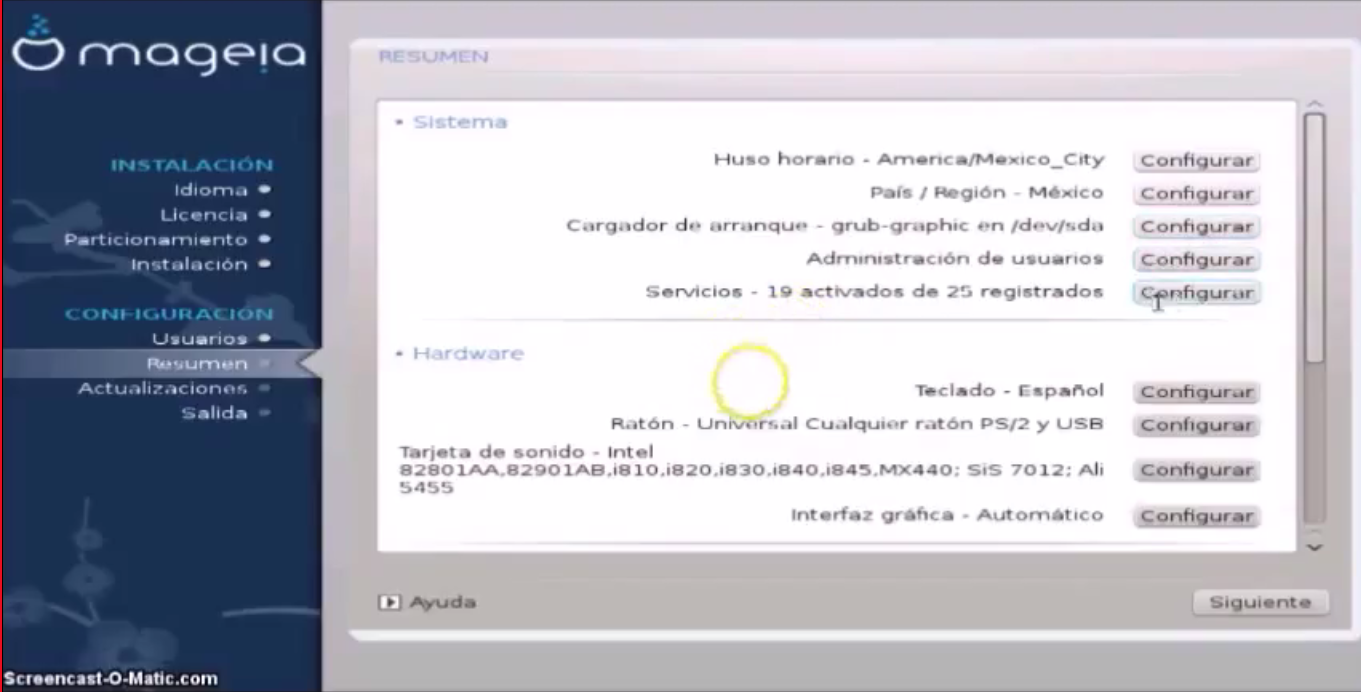 mageia
INSTALACIÓN
Idioma
Licencia
Particionamiento
Instalación
CONFIGURACIÓN
Usuarios
Resumen
Actualizaciones
Salida
RESUMEN
Sistema
Huso horario - America/Mexico_City Configurar
País / Región - México Configurar
Cargador de arranque - grub-graphic en /dev/sda Configurar
Administración de usuarios Configurar
Servicios - 19 activados de 25 registrados Configurar
Hardware
Teclado - Español Configurar
Ratón - Universal Cualquier ratón PS/2 y USB Configurar
Tarjeta de sonido - Intel
82801AA,82901AB,i810,i820,i830,i840,i845,MX440; SiS 7012; Ali Configurar
5455
Interfaz gráfica - Automático Configurar
Ayuda
Siguiente
Screencast-O-Matic.com